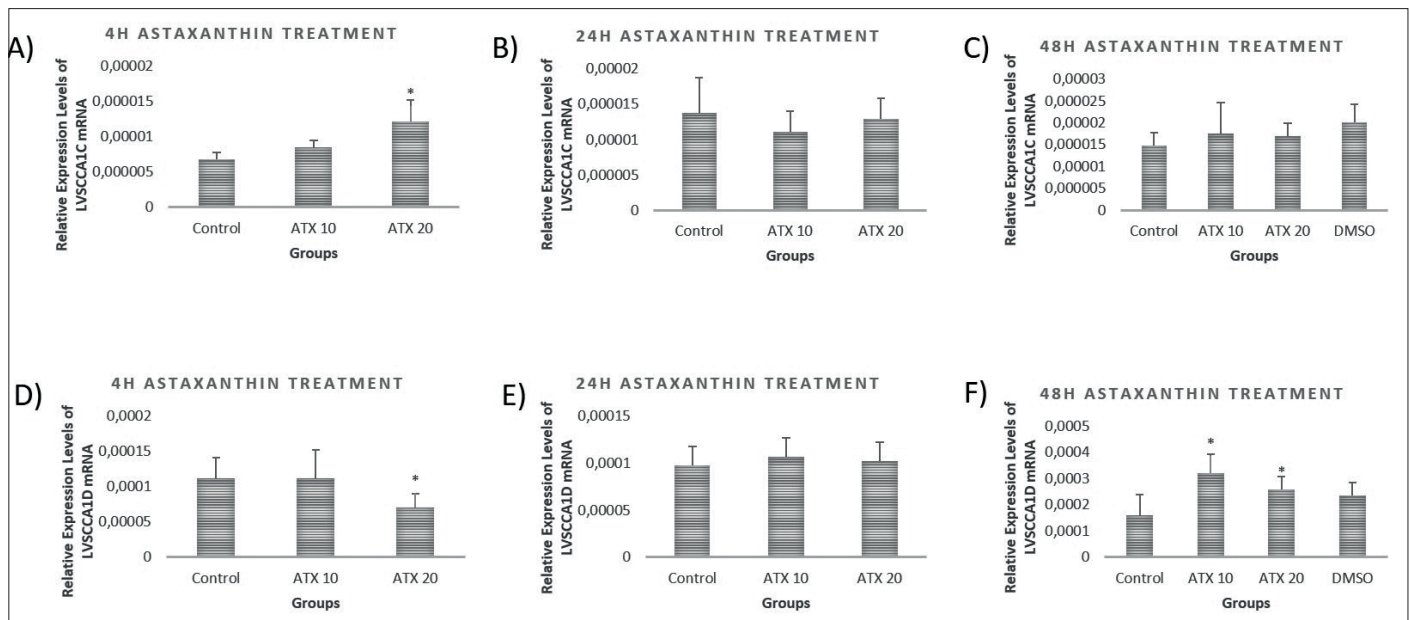 A)
4H ASTAXANTHIN TREATMENT
Relative Expression Levels of
LVSCCA1C mRNA
0,00002
0,000015
0,00001
0,000005
0
*
Control ATX 10 ATX 20
Groups
B)
24H ASTAXANTHIN TREATMENT
Relative Expression Levels of
LVSCCA1C mRNA
0,00002
0,000015
0,00001
0,000005
0
Control ATX 10 ATX 20
Groups
C)
48H ASTAXANTHIN TREATMENT
Relative Expression Levels of
LVSCCA1C mRNA
0,00003
0,000025
0,00002
0,000015
0,00001
0,000005
0
Control ATX 10 ATX 20 DMSO
Groups
D)
4H ASTAXANTHIN TREATMENT
Relative Expression Levels of
LVSCCA1D mRNA
0,0002
0,00015
0,0001
0,00005
0
*
Control ATX 10 ATX 20
Groups
E)
24H ASTAXANTHIN TREATMENT
Relative Expression Levels of
LVSCCA1D mRNA
0,00015
0,0001
0,00005
0
Control ATX 10 ATX 20
Groups
F)
48H ASTAXANTHIN TREATMENT
Relative Expression Levels of
LVSCCA1D mRNA
0,0005
0,0004
0,0003
0,0002
0,0001
0
* *
Control ATX 10 ATX 20 DMSO
Groups